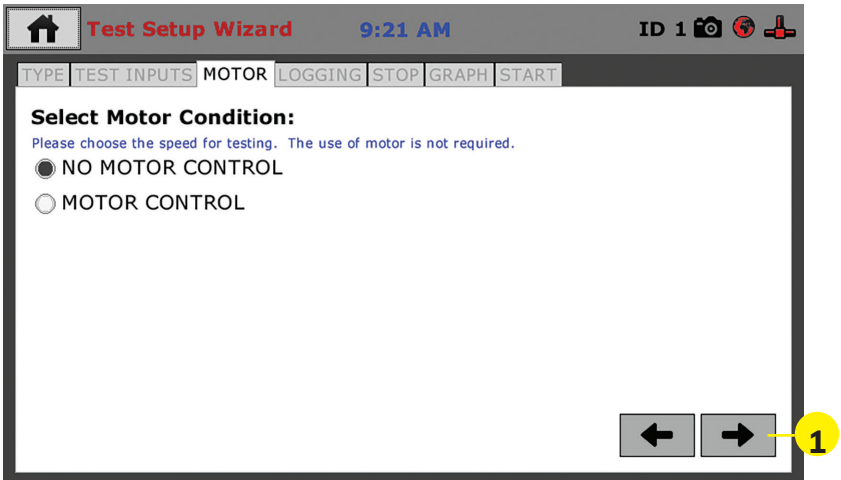 Test Setup Wizard 9:21 AM ID 1
TYPE TEST INPUTS MOTOR LOGGING STOP GRAPH START
Select Motor Condition:
Please choose the speed for testing. The use of motor is not required.
NO MOTOR CONTROL
MOTOR CONTROL
1